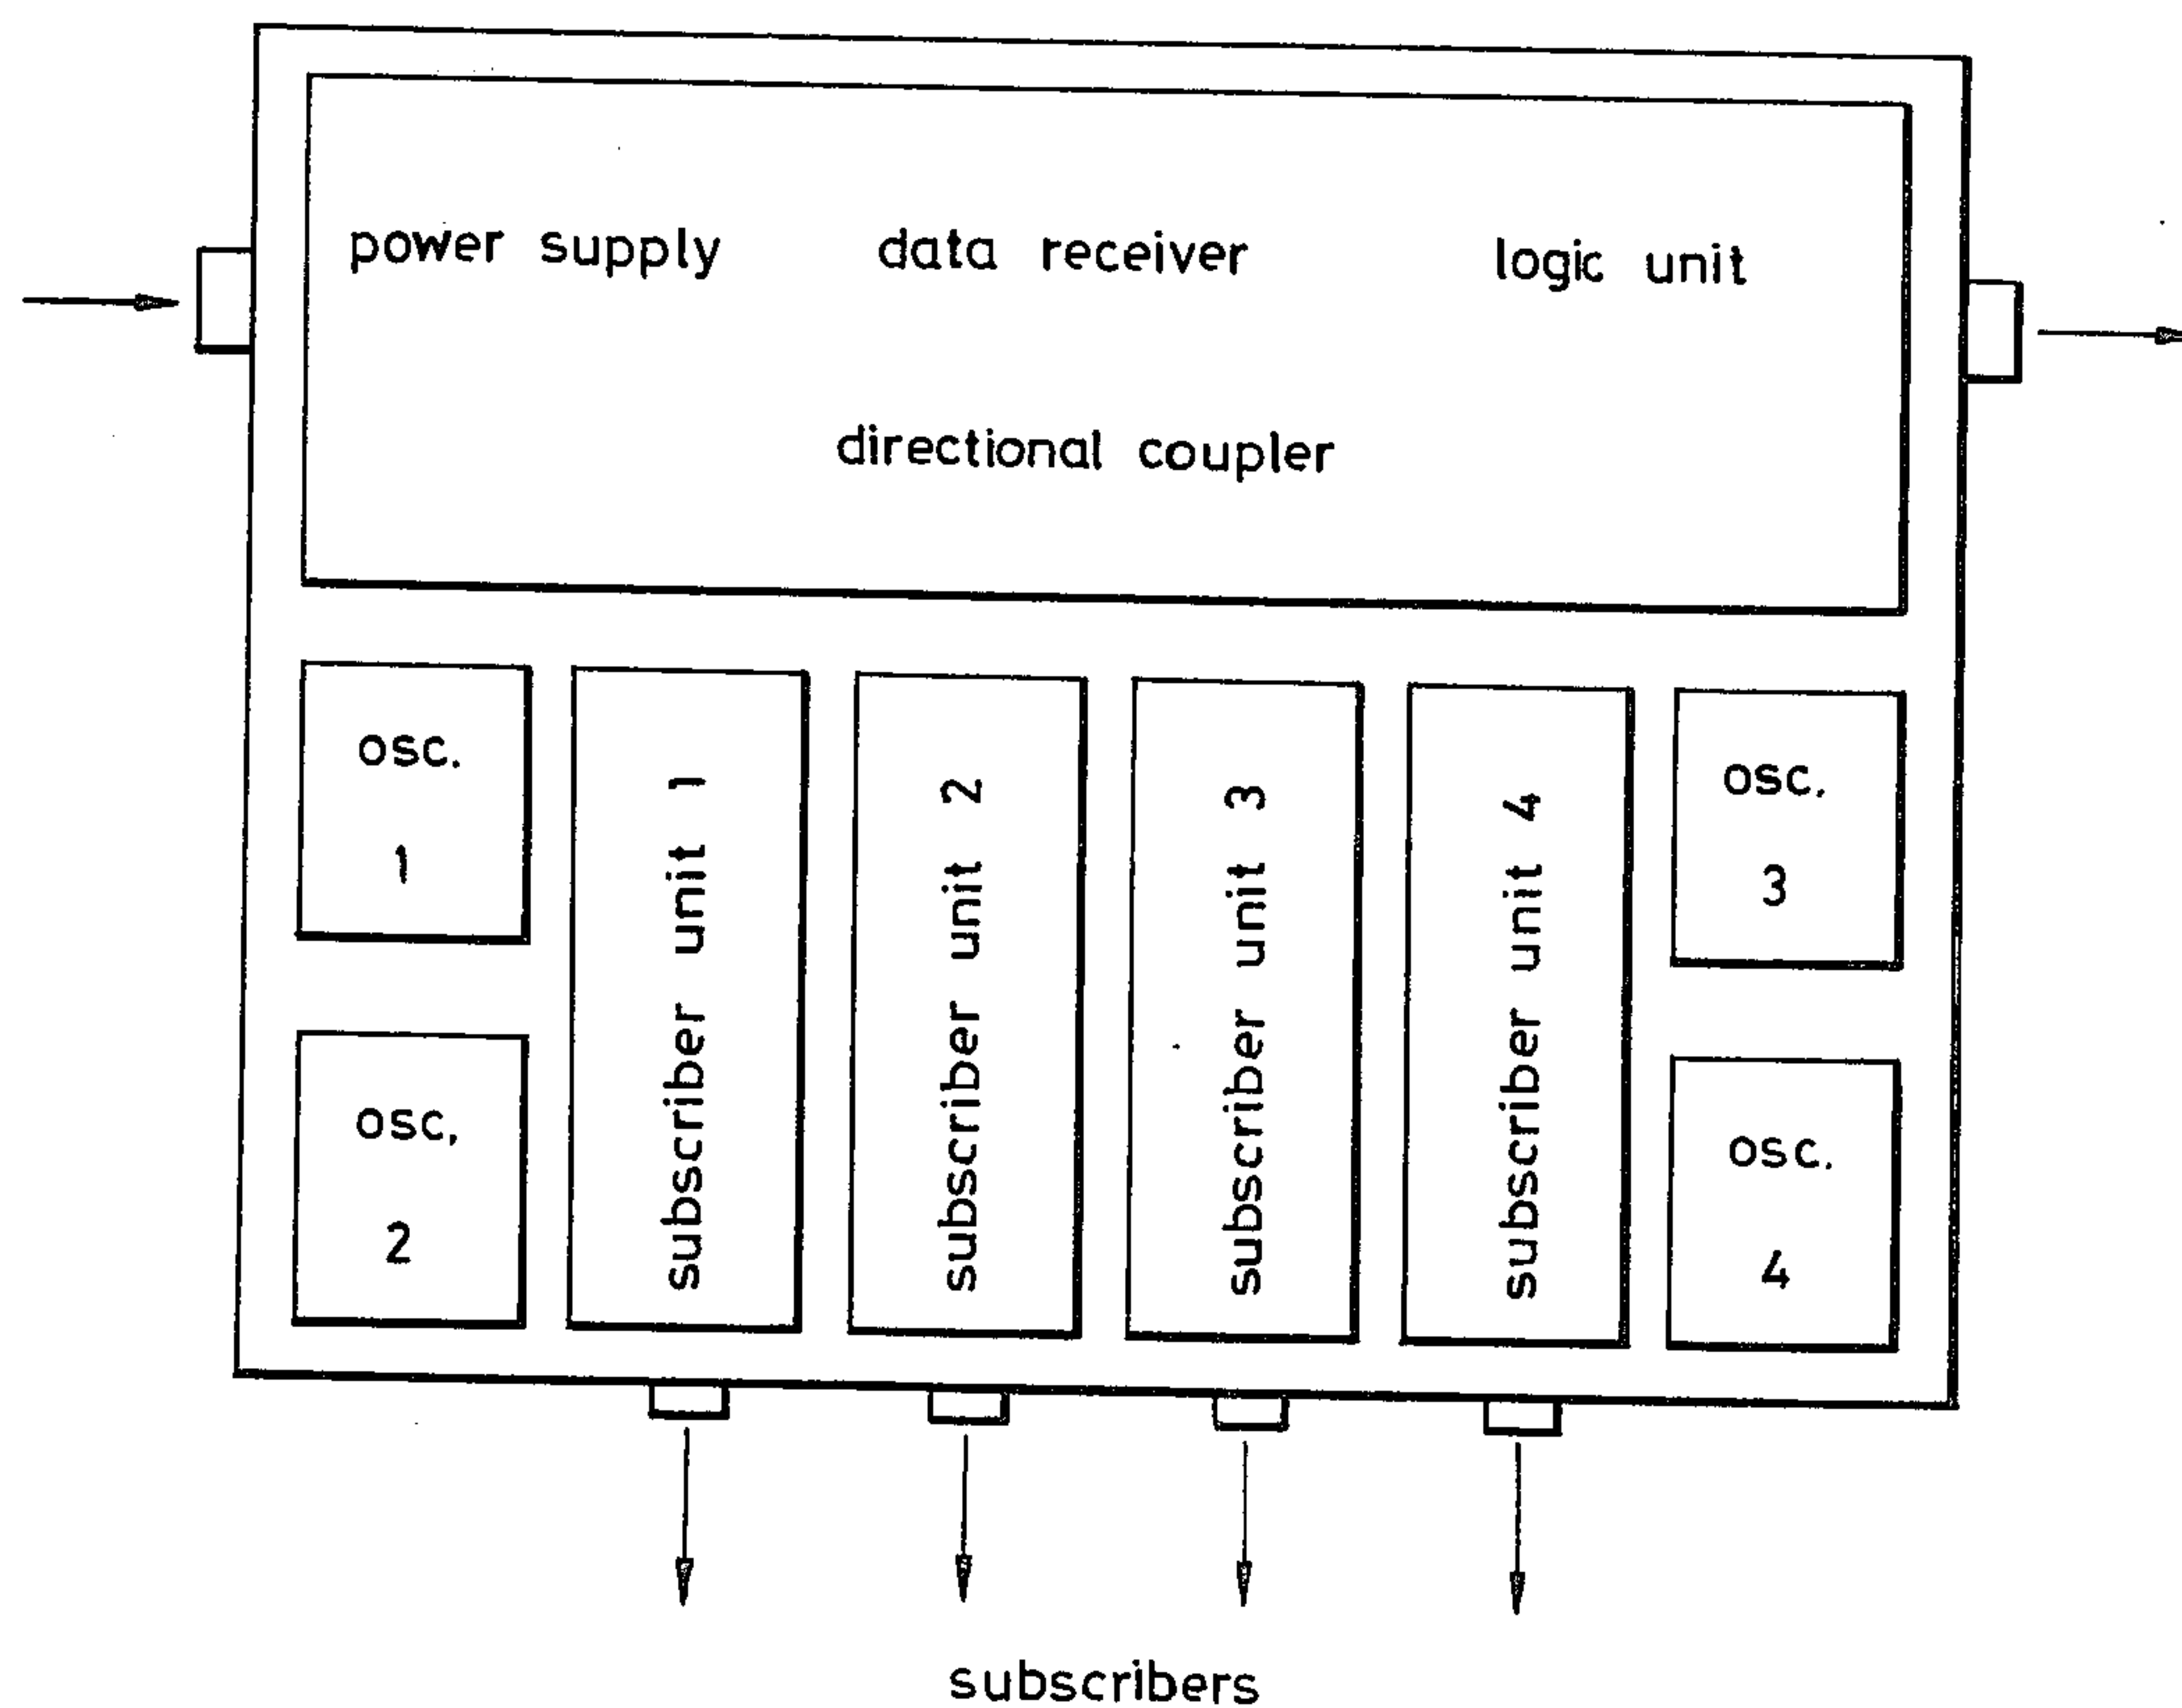 power supply data receiver logic unit
directional coupler
osc.
1
osc,
2
subscriber unit 1
subscriber unit 2
subscriber unit 3
subscriber unit 4
osc.
3
osc.
4
subscribers